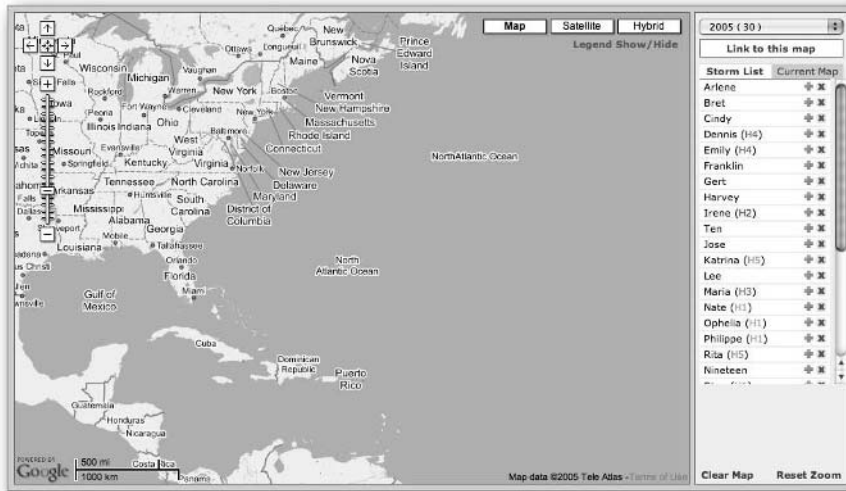 Map
Satellite
Hybrid
Legend Show/Hide
Québec
Ottawa
Longueuil
New
Brunswick
Prince
Edward
Island
Maine
Nova
Scotia
Paul
Wisconsin
Michigan
Vaughan
Falls
Rockford
Warren
New York
Boston
Vermont
New Hampshire
Massachusetts
Rhode Island
Connecticut
Iowa
Peoria
Fort Wayne
Cleveland
New York
Illinois
Indiana
Ohio
Baltimore
West
Virginia
Missouri
Evansville
Springfield
Kentucky
Virginia
Norfolk
New Jersey
Delaware
Maryland
District of
Columbia
Tennessee
North Carolina
Arkansas
Huntsville
South
Carolina
Mississippi
Alabama
Georgia
Mobile
Louisiana
Tallahassee
Orlando
Florida
Miami
NorthAtlantic Ocean
North
Atlantic Ocean
Gulf of
Mexico
Cuba
Dominican
Republic
Puerto
Rico
Guatemala
Honduras
Nicaragua
Costa Rica
Panama
POWERED BY
Google
500 mi
1000 km
Map data ©2005 Tele Atlas - Terms of Use
2005 ( 30 )
Link to this map
Storm List
Current Map
Arlene
Bret
Cindy
Dennis (H4)
Emily (H4)
Franklin
Gert
Harvey
Irene (H2)
Ten
Jose
Katrina (H5)
Lee
Maria (H3)
Nate (H1)
Ophelia (H1)
Philippe (H1)
Rita (H5)
Nineteen
Clear Map
Reset Zoom